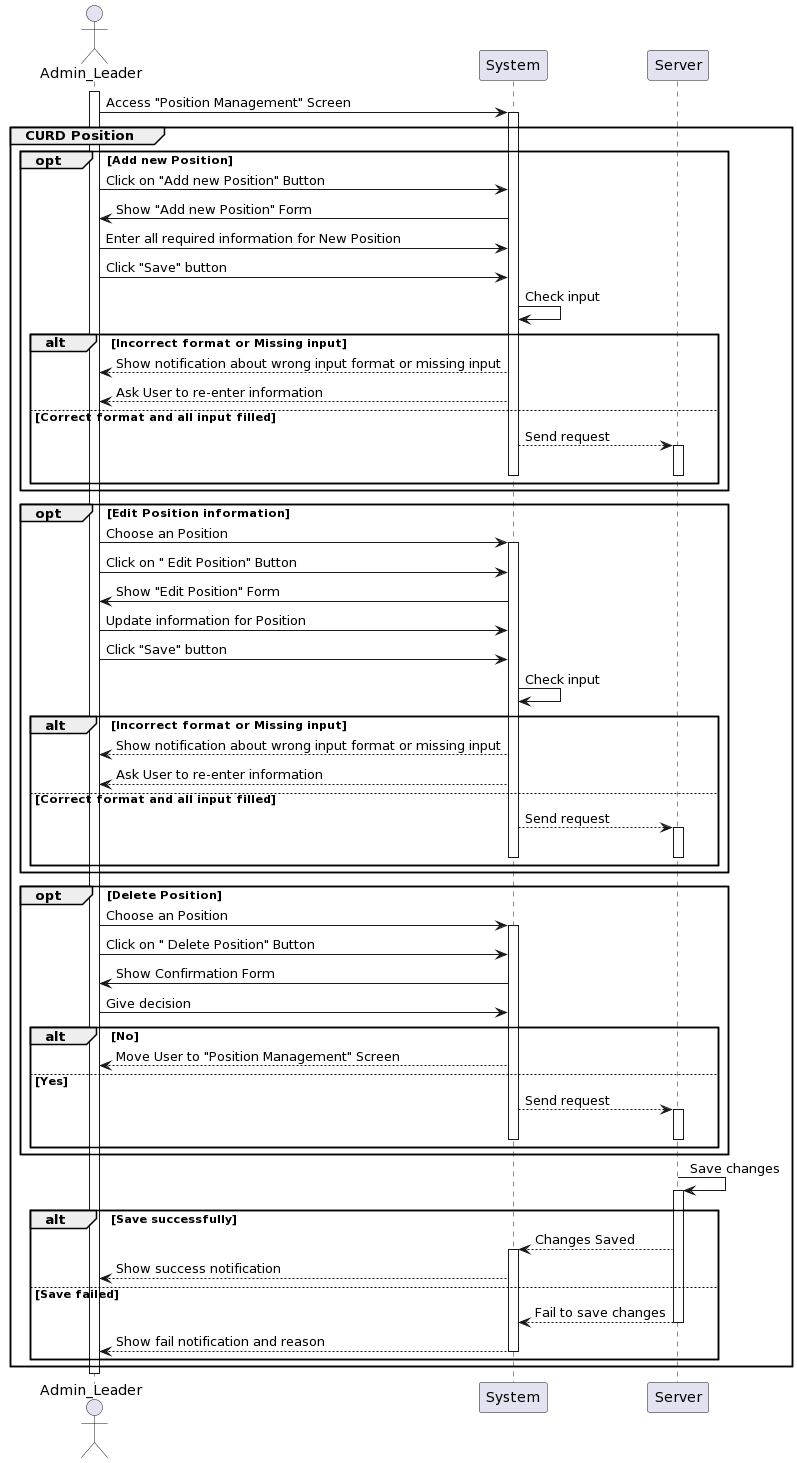 Admin_Leader
System
Server
Access "Position Management" Screen
CURD Position
opt
[Add new Position]
Click on "Add new Position" Button
Show "Add new Position" Form
Enter all required information for New Position
Click "Save" button
Check input
alt
[Incorrect format or Missing input]
Show notification about wrong input format or missing input
Ask User to re-enter information
[Correct format and all input filled]
Send request
opt
[Edit Position information]
Choose an Position
Click on " Edit Position" Button
Show "Edit Position" Form
Update information for Position
Click "Save" button
Check input
alt
[Incorrect format or Missing input]
Show notification about wrong input format or missing input
Ask User to re-enter information
[Correct format and all input filled]
Send request
opt
[Delete Position]
Choose an Position
Click on " Delete Position" Button
Show Confirmation Form
Give decision
alt
[No]
Move User to "Position Management" Screen
[Yes]
Send request
Save changes
alt
[Save successfully]
Changes Saved
Show success notification
[Save failed]
Fail to save changes
Show fail notification and reason
Admin_Leader
System
Server